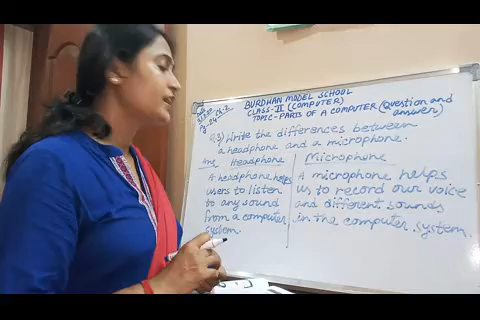 BURDHAN MODEL SCHOOL
CLASS-II (COMPUTER)
TOPIC-PARTS OF A COMPUTER (Question and answer)
Q.3) Write the differences between
a headphone and a microphone.
Ans Headphone
A headphone helps
users to listen
to any sound
from a computer
system.
Microphone
A microphone helps
us to record our voice
and different sounds
in the computer system.